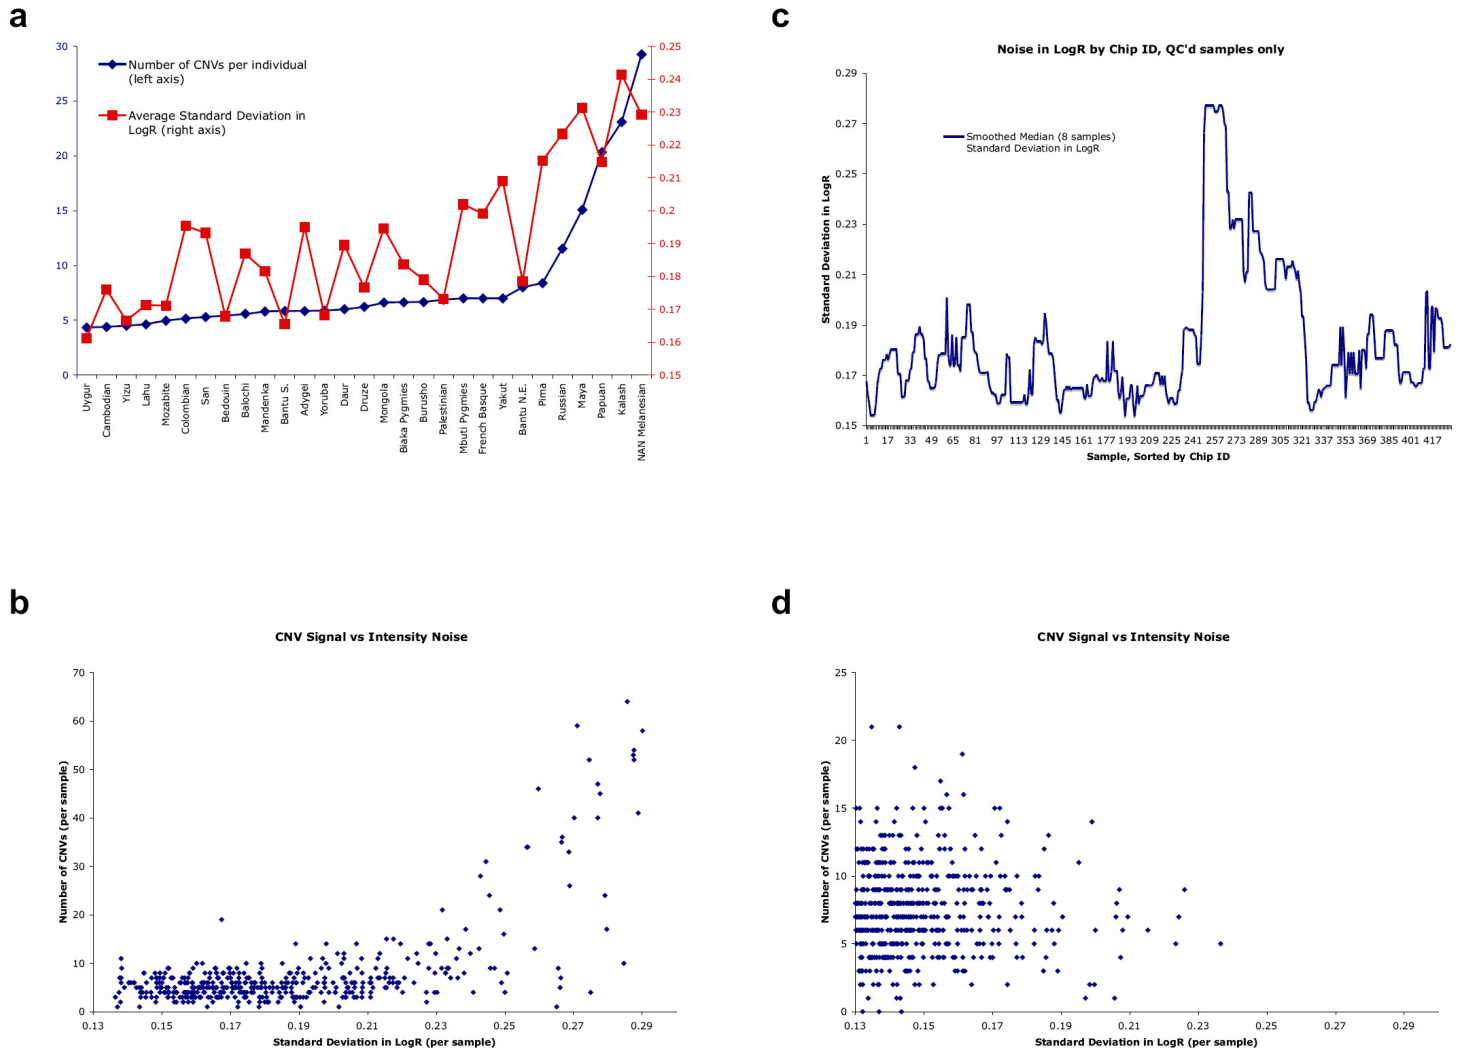 a
30
25
20
15
10
5
0
Number of CNVs per individual
(left axis)
Average Standard Deviation in
LogR (right axis)
0.25
0.24
0.23
0.22
0.21
0.2
0.19
0.18
0.17
0.16
0.15
Uygur
Cambodian
Yizu
Lahu
Mozabite
Colombian
San
Bedouin
Balochi
Mandenka
Bantu S.
Adygei
Yoruba
Daur
Druze
Mongola
Biaka Pygmies
Burusho
Palestinian
Mbuti Pygmies
French Basque
Yakut
Bantu N.E.
Pima
Russian
Maya
Papuan
Kalash
NAN Melanesian
c
Noise in LogR by Chip ID, QC'd samples only
Standard Deviation in LogR
0.29
0.27
0.25
0.23
0.21
0.19
0.17
0.15
Smoothed Median (8 samples)
Standard Deviation in LogR
1 17 33 49 65 81 97 113 129 145 161 177 193 209 225 241 257 273 289 305 321 337 353 369 385 401 417
Sample, Sorted by Chip ID
b
CNV Signal vs Intensity Noise
Number of CNVs (per sample)
70
60
50
40
30
20
10
0
0.13 0.15 0.17 0.19 0.21 0.23 0.25 0.27 0.29
Standard Deviation in LogR (per sample)
d
CNV Signal vs Intensity Noise
Number of CNVs (per sample)
25
20
15
10
5
0
0.13 0.15 0.17 0.19 0.21 0.23 0.25 0.27 0.29
Standard Deviation in LogR (per sample)